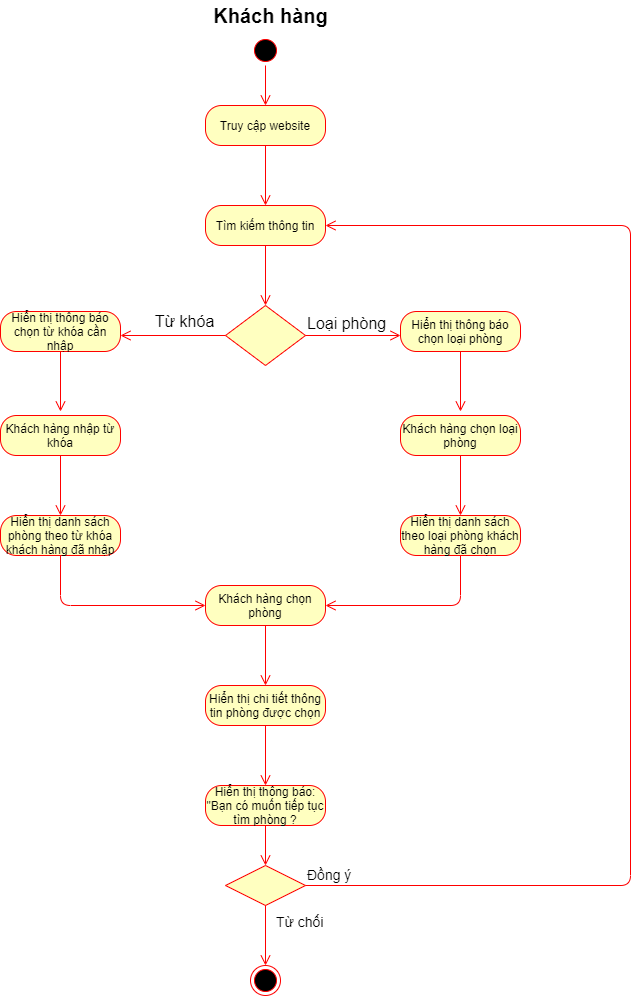 Khách hàng
Truy cập website
Tìm kiếm thông tin
Từ khóa
Loại phòng
Hiển thị thông báo
chọn từ khóa cần
nhập
Hiển thị thông báo
chọn loại phòng
Khách hàng nhập từ
khóa
Khách hàng chọn loại
phòng
Hiển thị danh sách
phòng theo từ khóa
khách hàng đã nhập
Hiển thị danh sách
theo loại phòng khách
hàng đã chọn
Khách hàng chọn
phòng
Hiển thị chi tiết thông
tin phòng được chọn
Hiển thị thông báo:
"Bạn có muốn tiếp tục
tìm phòng ?
Đồng ý
Từ chối